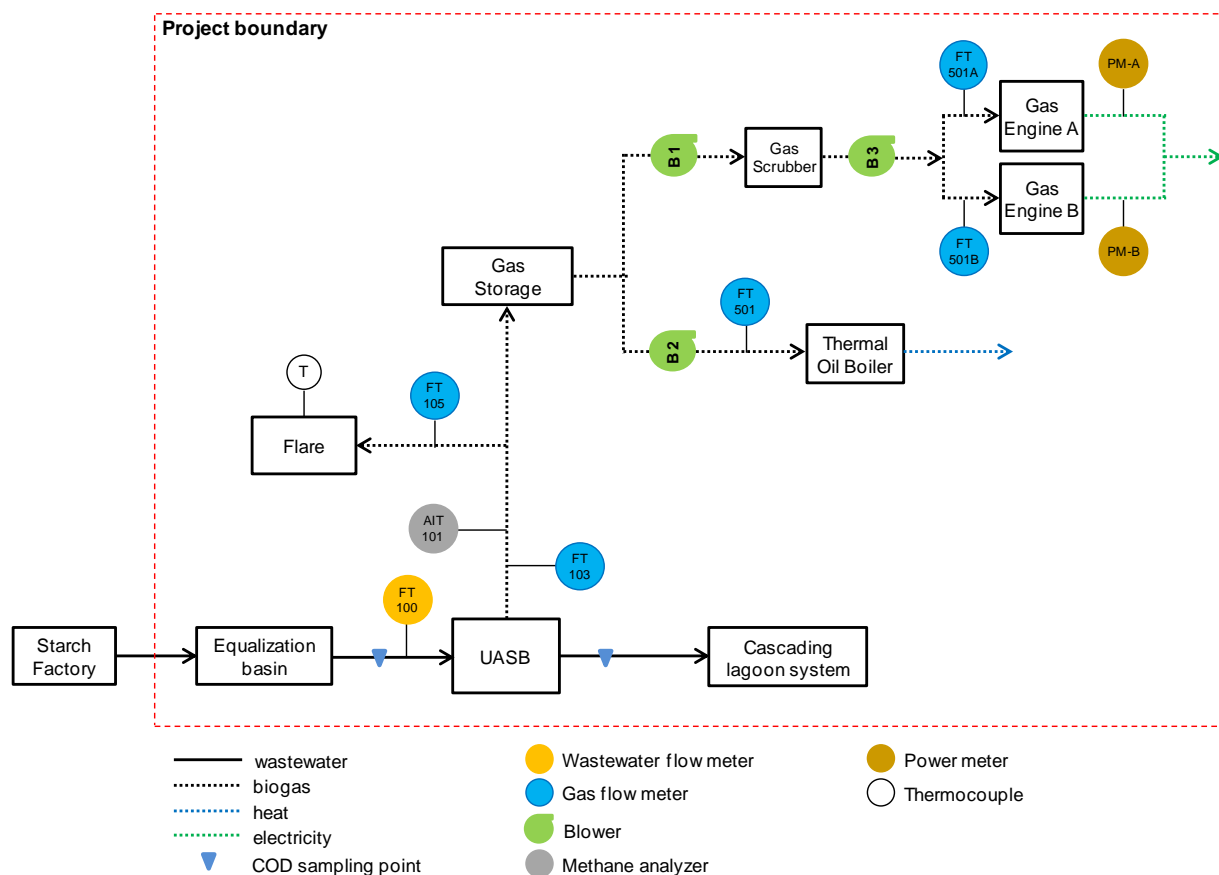 Project boundary
FT
501A
PM-A
Gas
Engine A
B 1
Gas
Scrubber
B 3
Gas
Engine B
FT
501B
PM-B
Gas
Storage
FT
501
B 2
Thermal
Oil Boiler
T
FT
105
Flare
AIT
101
FT
103
FT
100
Starch
Factory
Equalization
basin
UASB
Cascading
lagoon system
wastewater
biogas
heat
electricity
COD sampling point
Wastewater flow meter
Gas flow meter
Blower
Methane analyzer
Power meter
Thermocouple